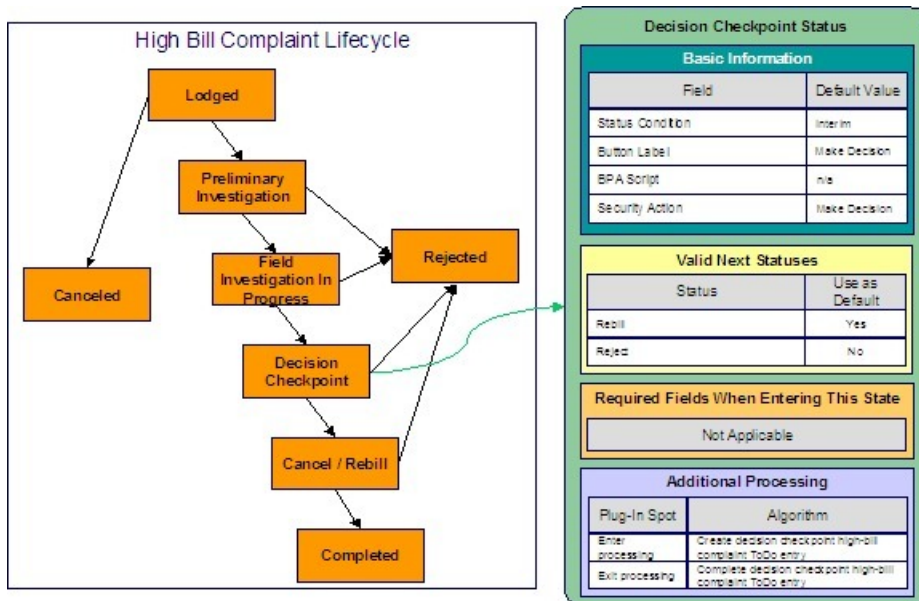 High Bill Complaint Lifecycle
Lodged
Preliminary
Investigation
Field
Investigation In
Progress
Rejected
Canceled
Decision
Checkpoint
Cancel / Rebill
Completed
Decision Checkpoint Status
Basic Information
Field Default Value
Status Condition Interim
Button Label Make Decision
BPA Script n/a
Security Action Make Decision
Valid Next Statuses
Status Use as
Default
Rebill Yes
Reject No
Required Fields When Entering This State
Not Applicable
Additional Processing
Plug-In Spot Algorithm
Enter
processing
Create decision checkpoint high-bill
complaint ToDo entry
Exit processing
Complete decision checkpoint high-bill
complaint ToDo entry